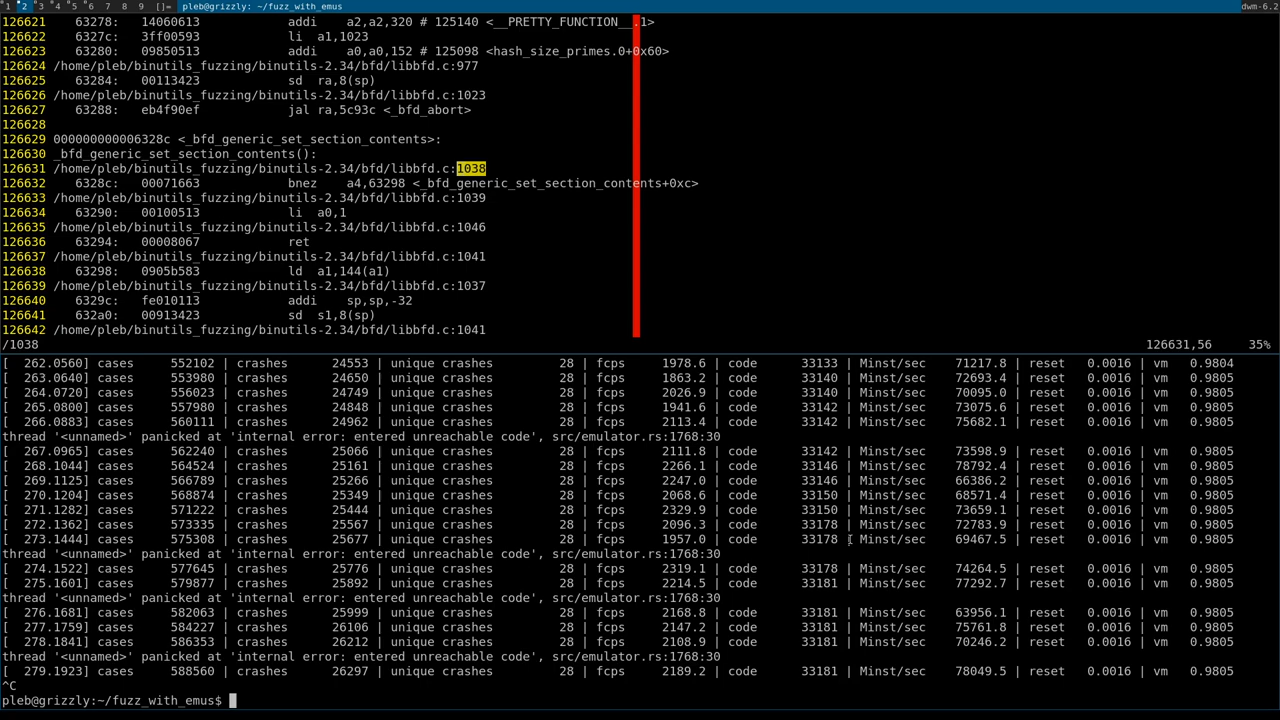 1 2 3 4 5 6 7 8 9 []= pleb@grizzly: ~/fuzz_with_emus dwm-6.2
126621 63278: 14060613 addi a2,a2,320 # 125140 <__PRETTY_FUNCTION__.1>
126622 6327c: 3ff00593 li a1,1023
126623 63280: 09850513 addi a0,a0,152 # 125098 <hash_size_primes.0+0x60>
126624 /home/pleb/binutils_fuzzing/binutils-2.34/bfd/libbfd.c:977
126625 63284: 00113423 sd ra,8(sp)
126626 /home/pleb/binutils_fuzzing/binutils-2.34/bfd/libbfd.c:1023
126627 63288: eb4f90ef jal ra,5c93c <_bfd_abort>
126628
126629 000000000006328c <_bfd_generic_set_section_contents>:
126630 _bfd_generic_set_section_contents():
126631 /home/pleb/binutils_fuzzing/binutils-2.34/bfd/libbfd.c:1038
126632 6328c: 00071663 bnez a4,63298 <_bfd_generic_set_section_contents+0xc>
126633 /home/pleb/binutils_fuzzing/binutils-2.34/bfd/libbfd.c:1039
126634 63290: 00100513 li a0,1
126635 /home/pleb/binutils_fuzzing/binutils-2.34/bfd/libbfd.c:1046
126636 63294: 00008067 ret
126637 /home/pleb/binutils_fuzzing/binutils-2.34/bfd/libbfd.c:1041
126638 63298: 0905b583 ld a1,144(a1)
126639 /home/pleb/binutils_fuzzing/binutils-2.34/bfd/libbfd.c:1037
126640 6329c: fe010113 addi sp,sp,-32
126641 632a0: 00913423 sd s1,8(sp)
126642 /home/pleb/binutils_fuzzing/binutils-2.34/bfd/libbfd.c:1041
/1038 126631,56 35%
[ 262.0560] cases 552102 | crashes 24553 | unique crashes 28 | fcps 1978.6 | code 33133 | Minst/sec 71217.8 | reset 0.0016 | vm 0.9804
[ 263.0640] cases 553980 | crashes 24650 | unique crashes 28 | fcps 1863.2 | code 33140 | Minst/sec 72693.4 | reset 0.0016 | vm 0.9805
[ 264.0720] cases 556023 | crashes 24749 | unique crashes 28 | fcps 2026.9 | code 33140 | Minst/sec 70095.0 | reset 0.0016 | vm 0.9805
[ 265.0800] cases 557980 | crashes 24848 | unique crashes 28 | fcps 1941.6 | code 33142 | Minst/sec 73075.6 | reset 0.0016 | vm 0.9805
[ 266.0883] cases 560111 | crashes 24962 | unique crashes 28 | fcps 2113.4 | code 33142 | Minst/sec 75682.1 | reset 0.0016 | vm 0.9805
thread '<unnamed>' panicked at 'internal error: entered unreachable code', src/emulator.rs:1768:30
[ 267.0965] cases 562240 | crashes 25066 | unique crashes 28 | fcps 2111.8 | code 33142 | Minst/sec 73598.9 | reset 0.0016 | vm 0.9805
[ 268.1044] cases 564524 | crashes 25161 | unique crashes 28 | fcps 2266.1 | code 33146 | Minst/sec 78792.4 | reset 0.0016 | vm 0.9805
[ 269.1125] cases 566789 | crashes 25266 | unique crashes 28 | fcps 2247.0 | code 33146 | Minst/sec 66386.2 | reset 0.0016 | vm 0.9805
[ 270.1204] cases 568874 | crashes 25349 | unique crashes 28 | fcps 2068.6 | code 33150 | Minst/sec 68571.4 | reset 0.0016 | vm 0.9805
[ 271.1282] cases 571222 | crashes 25444 | unique crashes 28 | fcps 2329.9 | code 33150 | Minst/sec 73659.1 | reset 0.0016 | vm 0.9805
[ 272.1362] cases 573335 | crashes 25567 | unique crashes 28 | fcps 2096.3 | code 33178 | Minst/sec 72783.9 | reset 0.0016 | vm 0.9805
[ 273.1444] cases 575308 | crashes 25677 | unique crashes 28 | fcps 1957.0 | code 33178 | Minst/sec 69467.5 | reset 0.0016 | vm 0.9805
thread '<unnamed>' panicked at 'internal error: entered unreachable code', src/emulator.rs:1768:30
[ 274.1522] cases 577645 | crashes 25776 | unique crashes 28 | fcps 2319.1 | code 33178 | Minst/sec 74264.5 | reset 0.0016 | vm 0.9805
[ 275.1601] cases 579877 | crashes 25892 | unique crashes 28 | fcps 2214.5 | code 33181 | Minst/sec 77292.7 | reset 0.0016 | vm 0.9805
thread '<unnamed>' panicked at 'internal error: entered unreachable code', src/emulator.rs:1768:30
[ 276.1681] cases 582063 | crashes 25999 | unique crashes 28 | fcps 2168.8 | code 33181 | Minst/sec 63956.1 | reset 0.0016 | vm 0.9805
[ 277.1759] cases 584227 | crashes 26106 | unique crashes 28 | fcps 2147.2 | code 33181 | Minst/sec 75761.8 | reset 0.0016 | vm 0.9805
[ 278.1841] cases 586353 | crashes 26212 | unique crashes 28 | fcps 2108.9 | code 33181 | Minst/sec 70246.2 | reset 0.0016 | vm 0.9805
thread '<unnamed>' panicked at 'internal error: entered unreachable code', src/emulator.rs:1768:30
[ 279.1923] cases 588560 | crashes 26297 | unique crashes 28 | fcps 2189.2 | code 33181 | Minst/sec 78049.5 | reset 0.0016 | vm 0.9805
^C
pleb@grizzly:~/fuzz_with_emus$